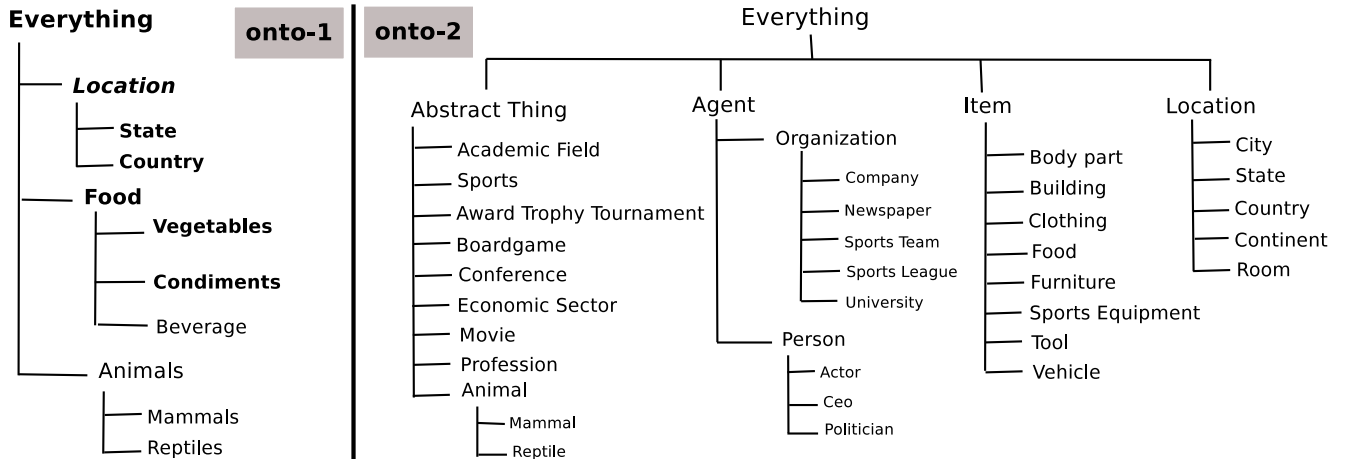 Everything
onto-1
Location
State
Country
Food
Vegetables
Condiments
Beverage
Animals
Mammals
Reptiles
onto-2
Everything
Abstract Thing
Academic Field
Sports
Award Trophy Tournament
Boardgame
Conference
Economic Sector
Movie
Profession
Animal
Mammal
Reptile
Agent
Organization
Company
Newspaper
Sports Team
Sports League
University
Person
Actor
Ceo
Politician
Item
Body part
Building
Clothing
Food
Furniture
Sports Equipment
Tool
Vehicle
Location
City
State
Country
Continent
Room